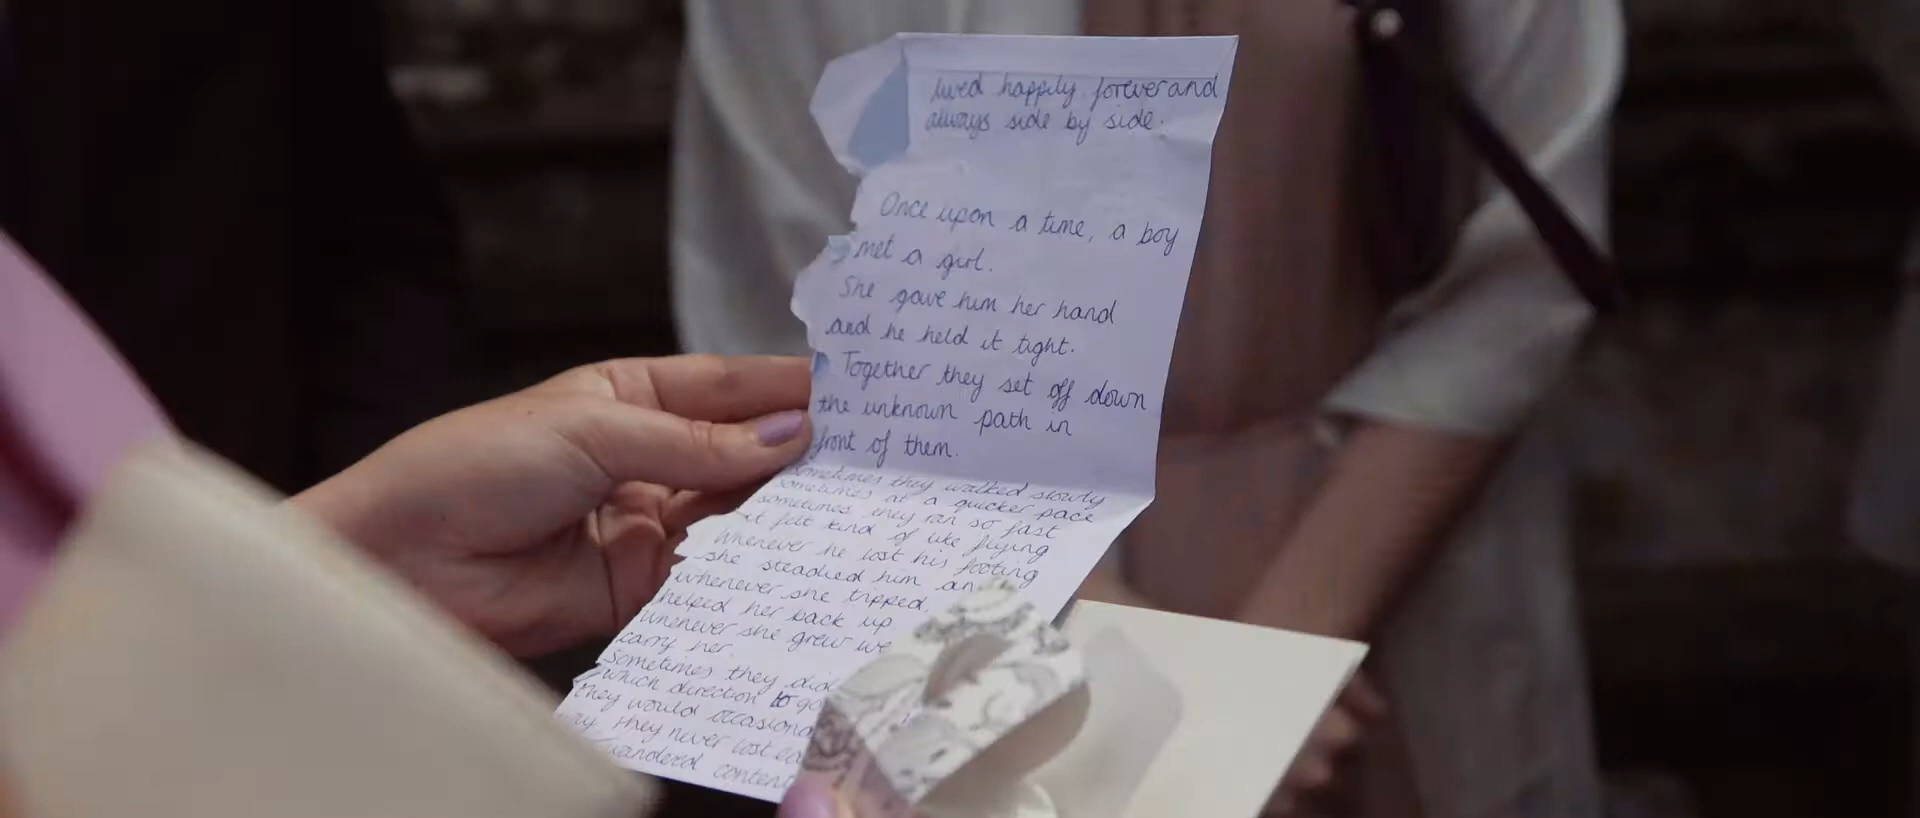 lived happily forever and
always side by side.
Once upon a time, a boy
met a girl.
She gave him her hand
and he held it tight.
Together they set off down
the unknown path in
front of them.
Sometimes they walked slowly
sometimes at a quicker pace
sometimes they ran so fast
it felt kind of like flying
Whenever he lost his footing
she steadied him
whenever she tripped
helped her back up
whenever she grew
carry her.
Sometimes they
which direction to go
they would
they never lost
wandered